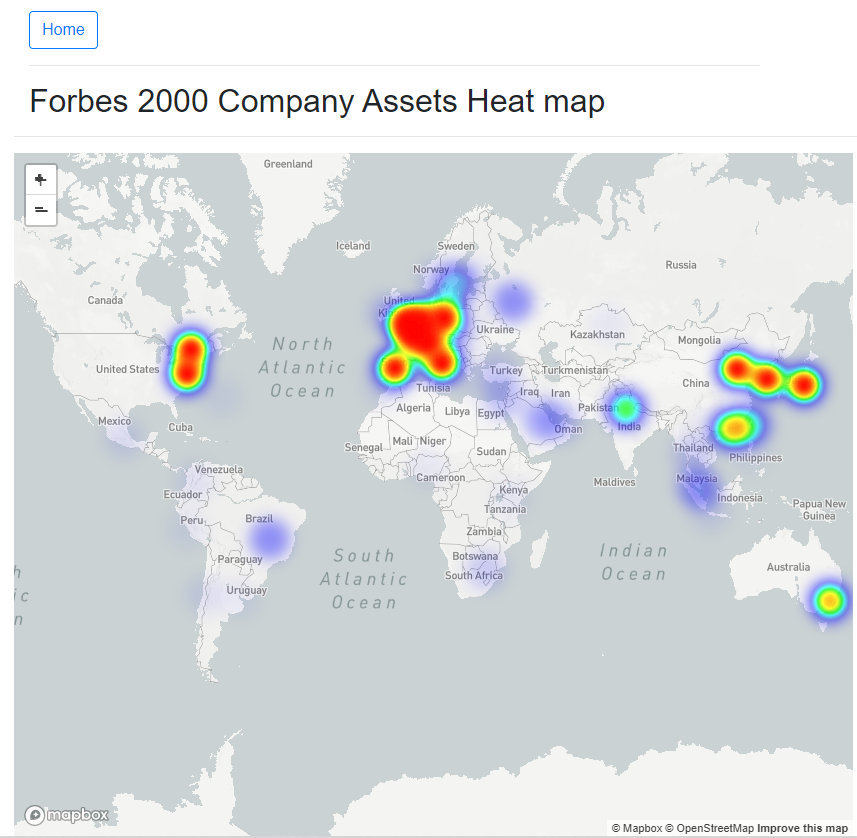 Home
Forbes 2000 Company Assets Heat map
Greenland
Iceland
Sweden
Norway
Russia
Canada
United
Ukraine
Kazakhstan
Mongolia
North
Atlantic
Ocean
United States
Turkey
Turkmenistan
China
Tunisia
Iraq
Iran
Algeria
Libya
Egypt
Pakistan
India
Oman
Mexico
Cuba
Senegal
Mali
Niger
Sudan
Thailand
Philippines
Venezuela
Cameroon
Maldives
Malaysia
Ecuador
Kenya
Indonesia
Tanzania
Papua New
Guinea
Peru
Brazil
Zambia
South
Atlantic
Ocean
Indian
Ocean
Paraguay
Botswana
Australia
South Africa
Uruguay
h
ic
n
mapbox
© Mapbox © OpenStreetMap Improve this map